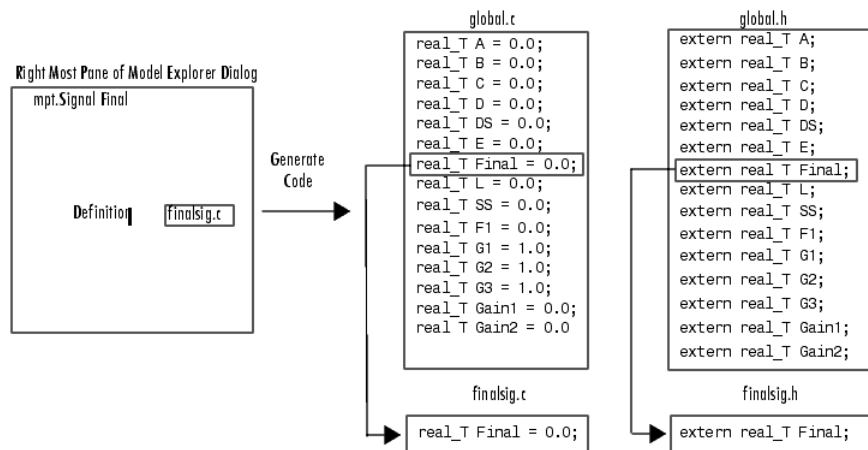 Right Most Pane of Model Explorer Dialog
mpt.Signal Final
Definition
finalsig.c
Generate
Code
global.c
real_T A = 0.0;
real_T B = 0.0;
real_T C = 0.0;
real_T D = 0.0;
real_T DS = 0.0;
real_T E = 0.0;
real_T Final = 0.0;
real_T L = 0.0;
real_T SS = 0.0;
real_T F1 = 0.0;
real_T G1 = 1.0;
real_T G2 = 1.0;
real_T G3 = 1.0;
real_T Gain1 = 0.0;
real T Gain2 = 0.0
finalsig.c
real_T Final = 0.0;
global.h
extern real_T A;
extern real_T B;
extern real_T C;
extern real_T D;
extern real_T DS;
extern real_T E;
extern real_T Final;
extern real_T L;
extern real_T SS;
extern real_T F1;
extern real_T G1;
extern real_T G2;
extern real_T G3;
extern real_T Gain1;
extern real_T Gain2;
finalsig.h
extern real_T Final;